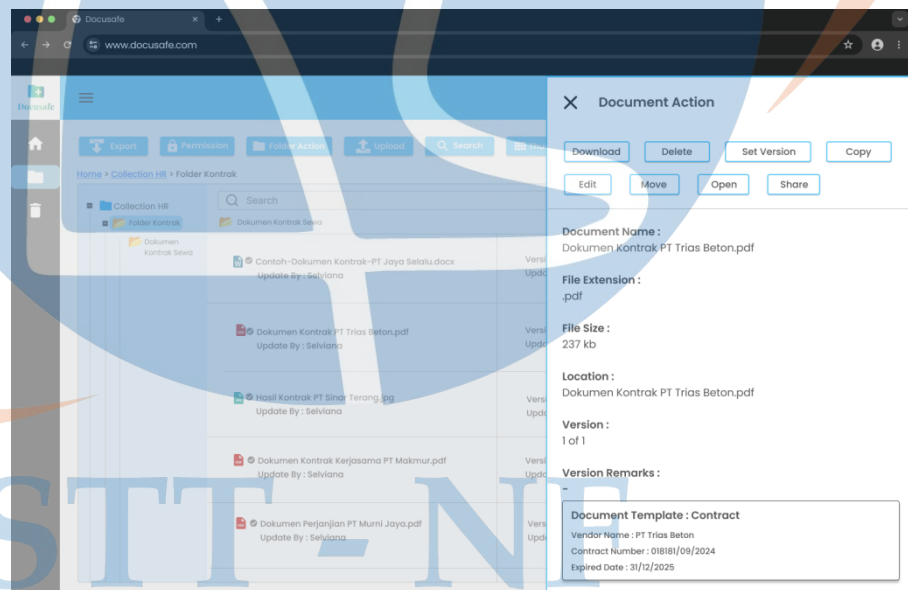 Docusafe
www.docusafe.com
Docusafe
Export
Permission
Folder Action
Upload
Search
Home > Collection HR > Folder Kontrak
Collection HR
Folder Kontrak
Dokumen
Kontrak Sewa
Search
Dokumen Kontrak Sewa
Contoh-Dokumen Kontrak-PT Jaya Selalu.docx
Update By : Selviana
Dokumen Kontrak PT Trias Beton.pdf
Update By : Selviana
Hasil Kontrak PT Sinar Terang.jpg
Update By : Selviana
Dokumen Kontrak Kerjasama PT Makmur.pdf
Update By : Selviana
Dokumen Perjanjian PT Murni Jaya.pdf
Update By : Selviana
Document Action
Download Delete Set Version Copy
Edit Move Open Share
Document Name :
Dokumen Kontrak PT Trias Beton.pdf
File Extension :
.pdf
File Size :
237 kb
Location :
Dokumen Kontrak PT Trias Beton.pdf
Version :
1 of 1
Version Remarks :
-
Document Template : Contract
Vendor Name : PT Trias Beton
Contract Number : 018181/09/2024
Expired Date : 31/12/2025
STT - NF